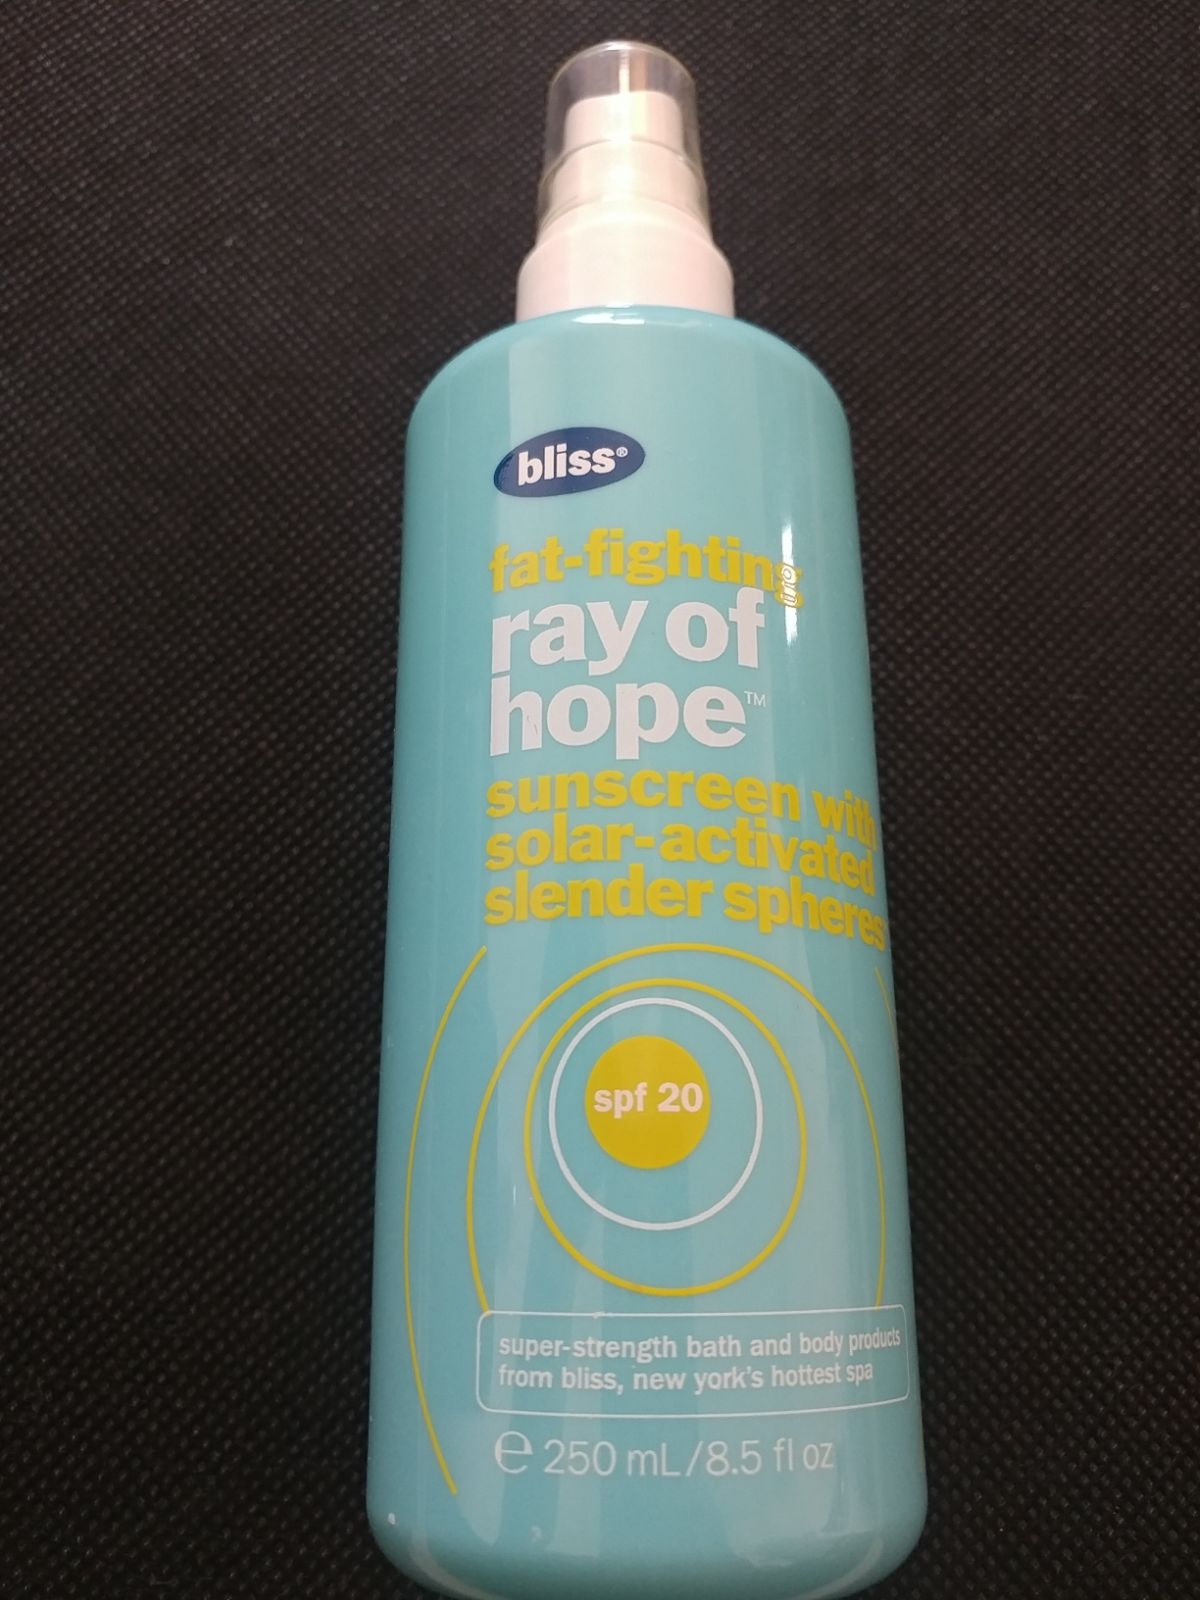 bliss®
fat-fighting
ray of
hope™
sunscreen with
solar-activated
slender spheres
spf 20
super-strength bath and body products
from bliss, new york's hottest spa
℮ 250 mL/8.5 fl oz